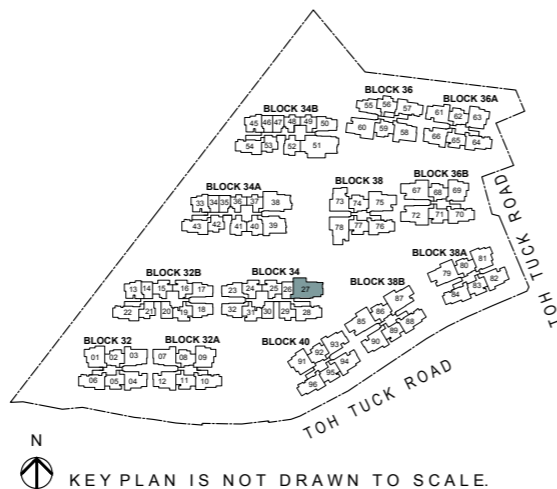 BLOCK 36
BLOCK 36A
55 56 57
61 62 63
BLOCK 34B
45 46 47 48 49 50
60 59 58
66 65 64
54 53 52 51
BLOCK 34A
BLOCK 38
BLOCK 36B
33 34 35 36 37 38
73 74 75
67 68 69
43 42 41 40 39
78 77 76
72 71 70
TOH TUCK ROAD
BLOCK 38A
79 80 81
84 83 82
BLOCK 32B
BLOCK 34
BLOCK 38B
13 14 15 16 17
23 24 25 26 27
85 86 87
22 21 20 19 18
32 31 30 29 28
90 89 88
BLOCK 32
BLOCK 32A
BLOCK 40
01 02 03
07 08 09
91 92 93
06 05 04
12 11 10
96 95 94
TOH TUCK ROAD
N
KEY PLAN IS NOT DRAWN TO SCALE.